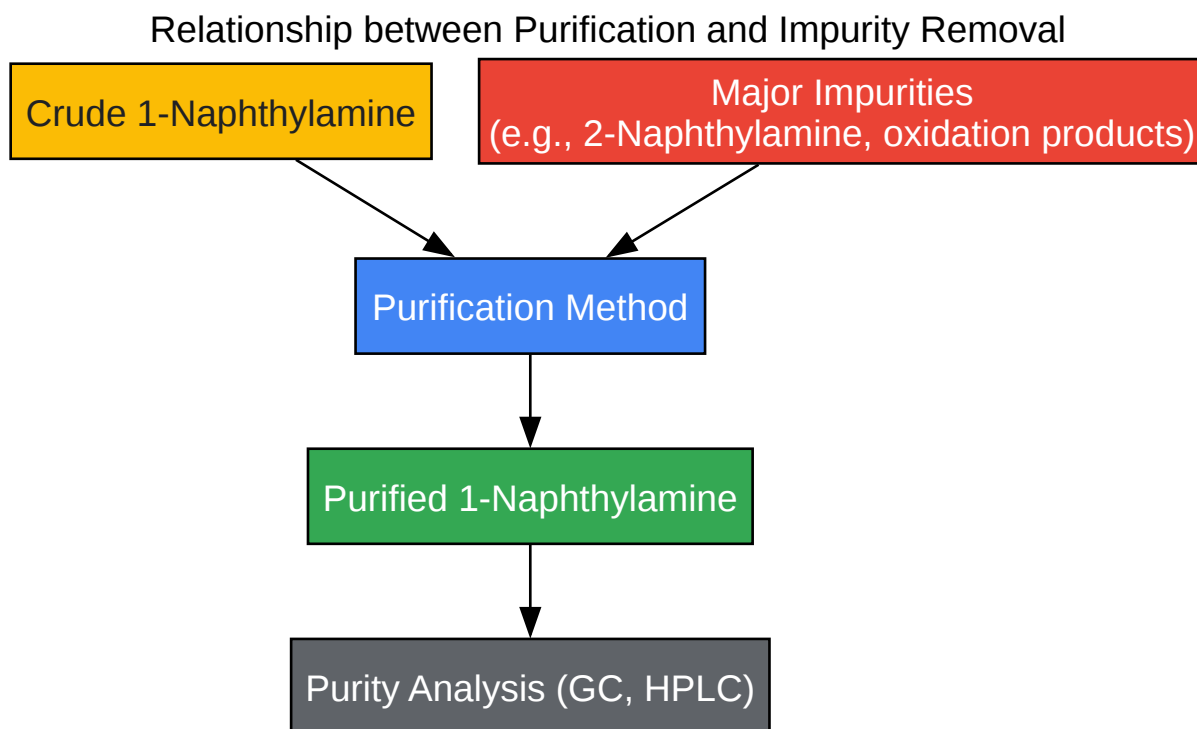 Relationship between Purification and Impurity Removal
Crude 1-Naphthylamine
Major Impurities
(e.g., 2-Naphthylamine, oxidation products)
Purification Method
Purified 1-Naphthylamine
Purity Analysis (GC, HPLC)